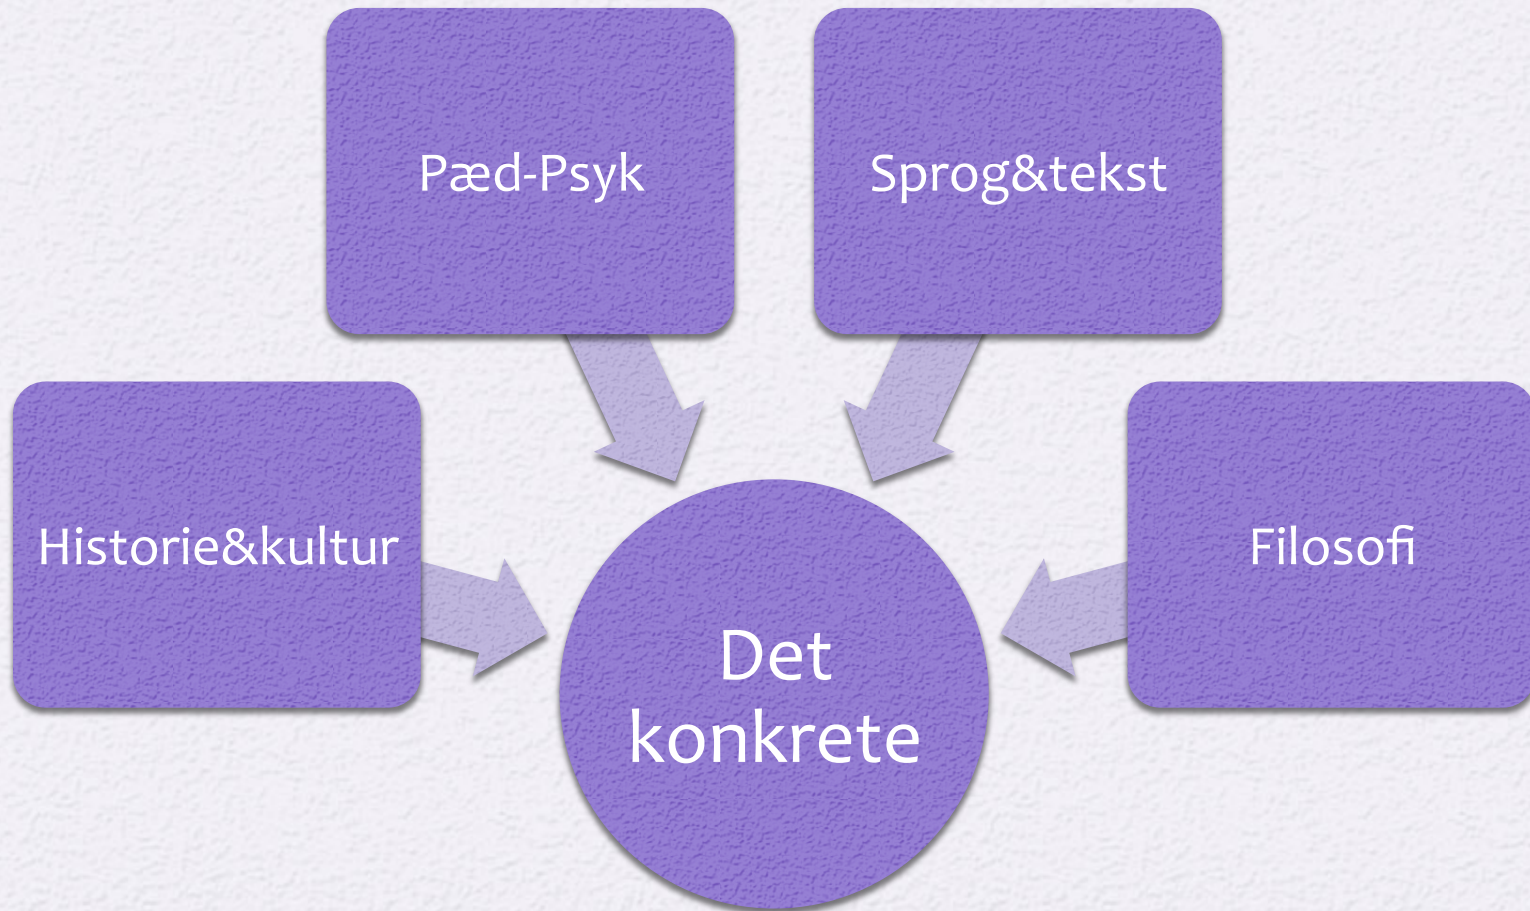 Pæd-Psyk
Sprog&tekst
Historie&kultur
Filosofi
Det
konkrete